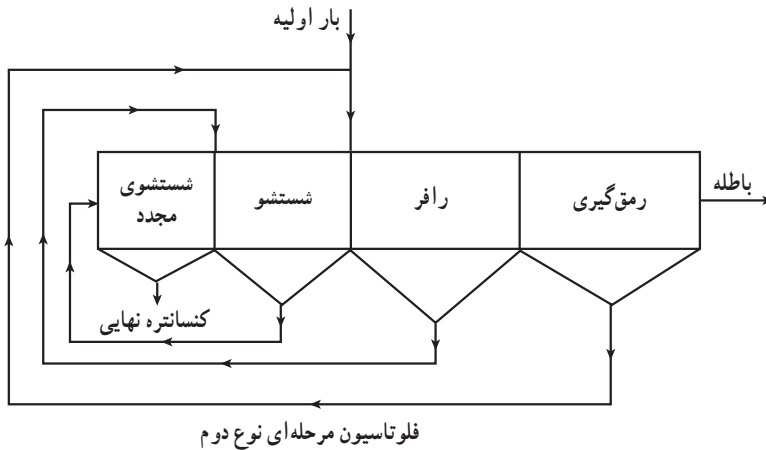 بار اولیه
شستشوی
مجدد
شستشو
رافر
رمق‌گیری
باطله
کنسانتره نهایی
فلوتاسیون مرحله‌ای نوع دوم